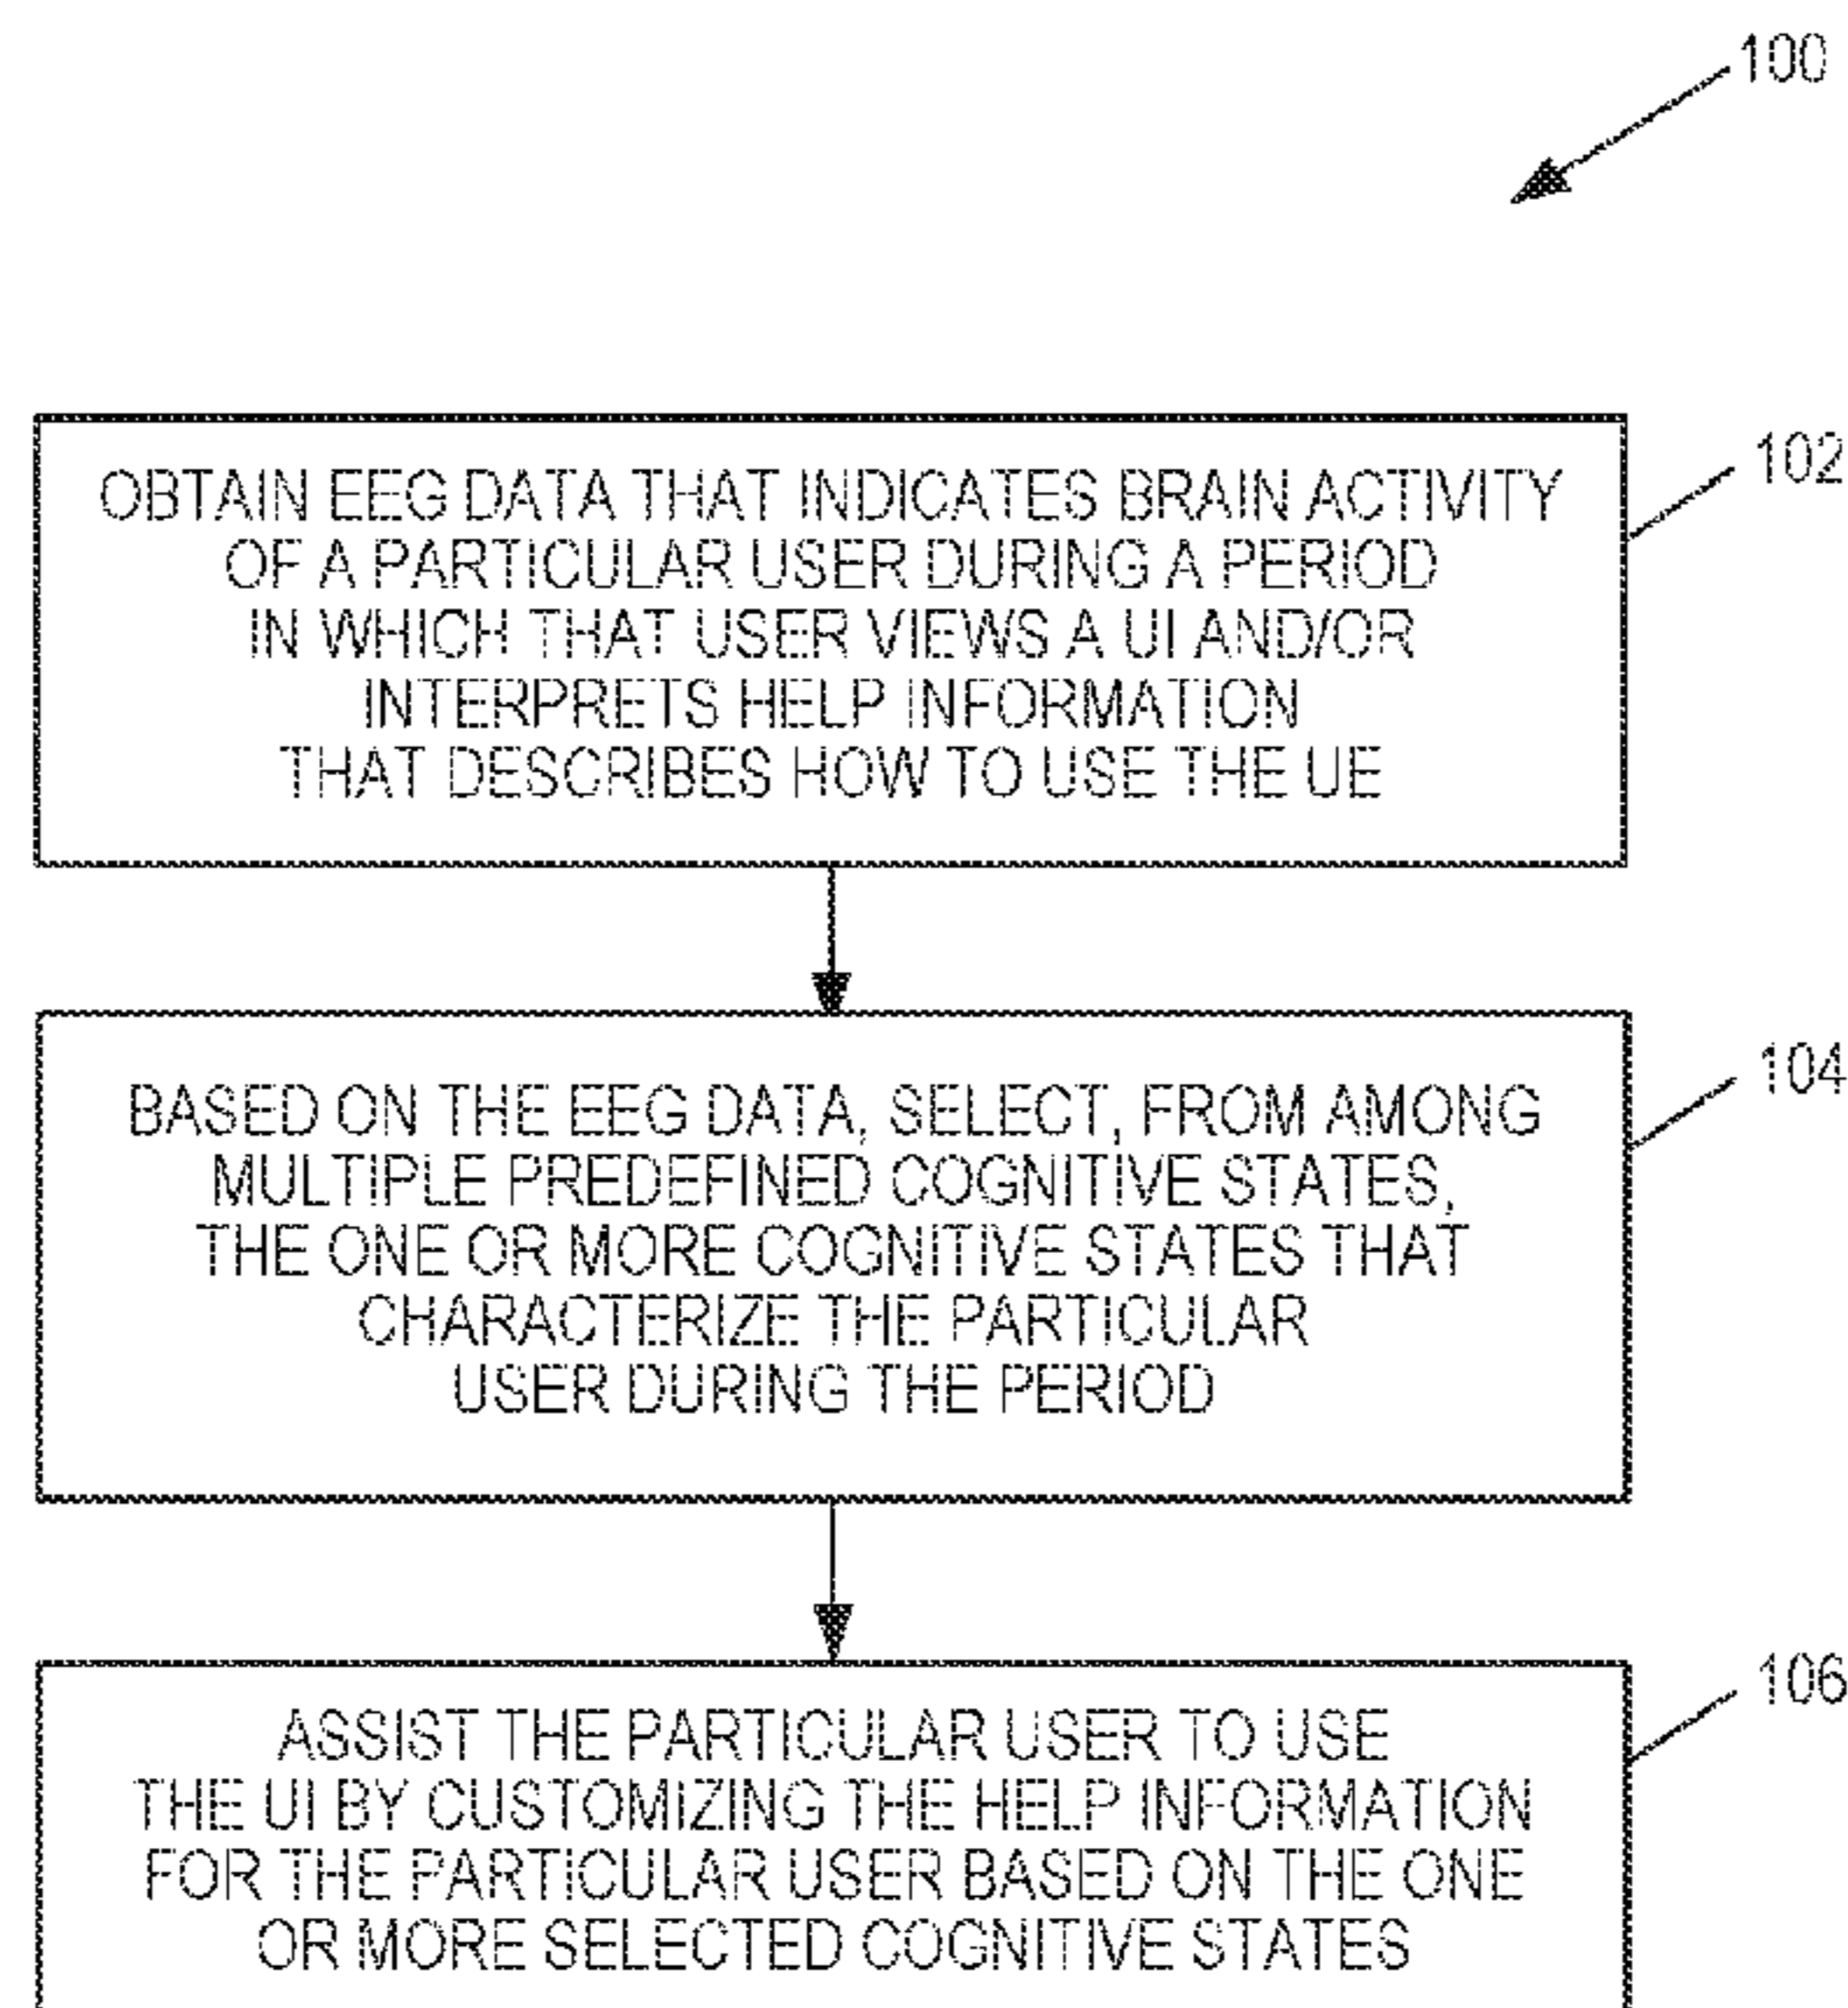 100
OBTAIN EEG DATA THAT INDICATES BRAIN ACTIVITY
OF A PARTICULAR USER DURING A PERIOD
IN WHICH THAT USER VIEWS A UI AND/OR
INTERPRETS HELP INFORMATION
THAT DESCRIBES HOW TO USE THE UE
102
BASED ON THE EEG DATA, SELECT, FROM AMONG
MULTIPLE PREDEFINED COGNITIVE STATES,
THE ONE OR MORE COGNITIVE STATES THAT
CHARACTERIZE THE PARTICULAR
USER DURING THE PERIOD
104
ASSIST THE PARTICULAR USER TO USE
THE UI BY CUSTOMIZING THE HELP INFORMATION
FOR THE PARTICULAR USER BASED ON THE ONE
OR MORE SELECTED COGNITIVE STATES
106